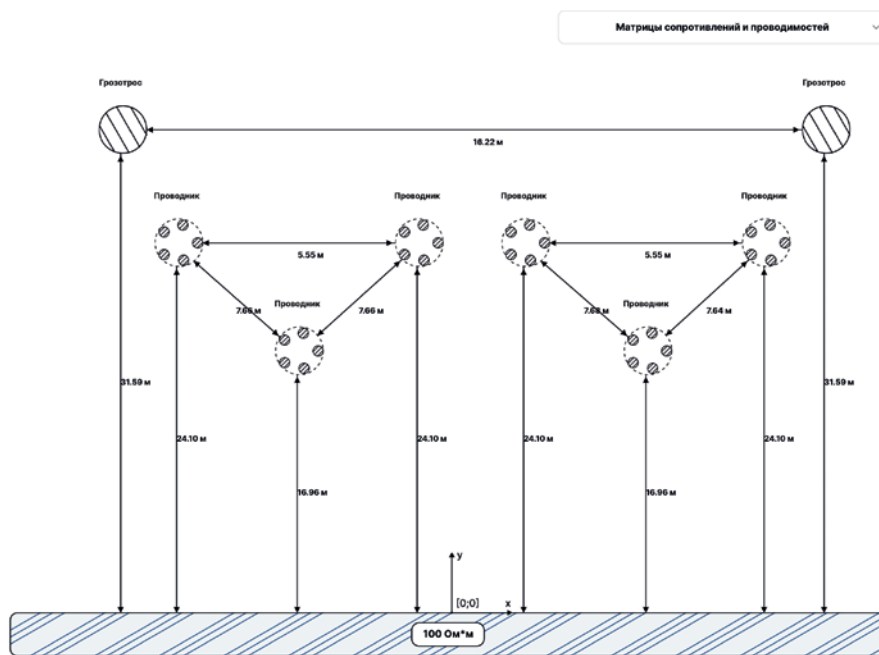 Матрицы сопротивлений и проводимостей
Грозотрос Грозотрос
16.22 м
Проводник Проводник Проводник Проводник
5.55 м 5.55 м
Проводник Проводник
7.66 м 7.66 м 7.68 м 7.64 м
31.59 м 31.59 м
24.10 м 24.10 м 24.10 м 24.10 м
16.96 м 16.96 м
y
[0;0] x
100 Ом*м